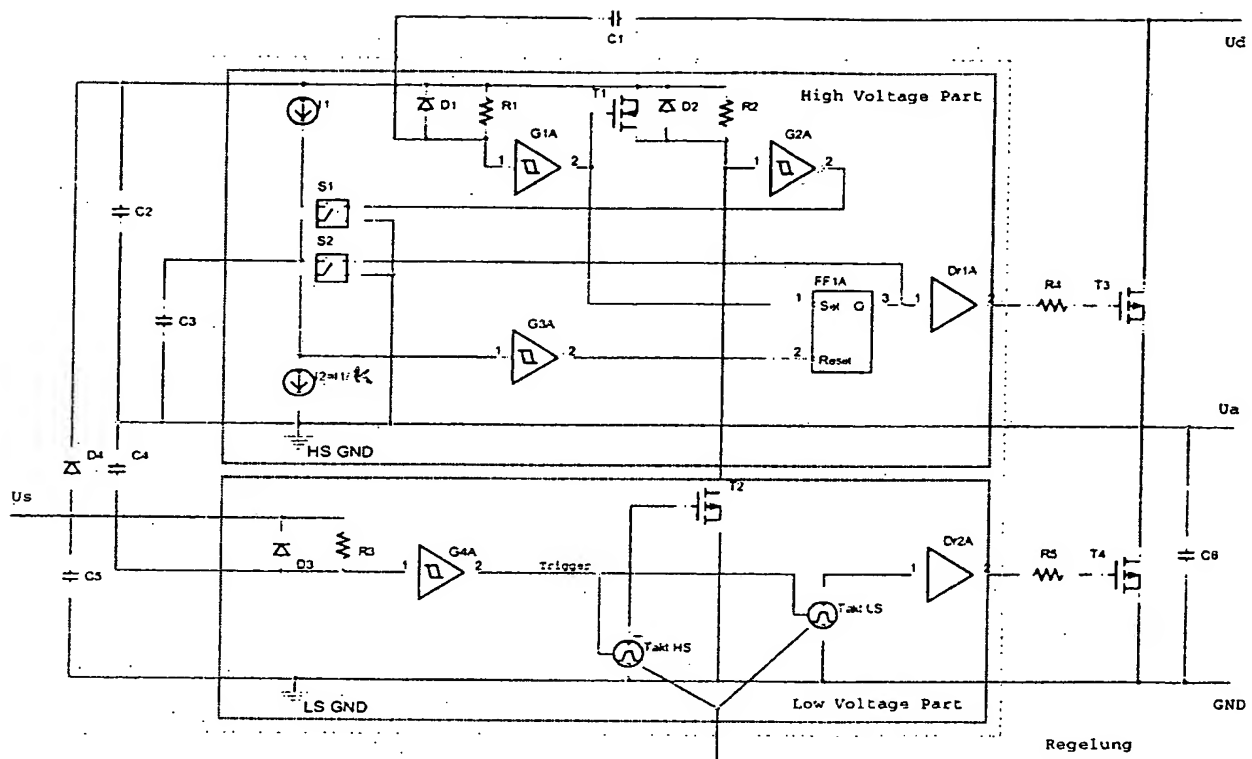 C1
Ud
High Voltage Part
I1
D1
R1
T1
D2
R2
G1A
G2A
1
2
1
2
C2
S1
S2
FF1A
Dr1A
R4
T3
1
Set
Q
3
1
2
C3
G3A
1
2
2
Reset
Ua
HS GND
D4
C4
Us
T2
R3
D3
G4A
1
2
Trigger
Dr2A
1
2
R5
T4
C6
C5
Takt LS
Takt HS
LS GND
Low Voltage Part
GND
Regelung